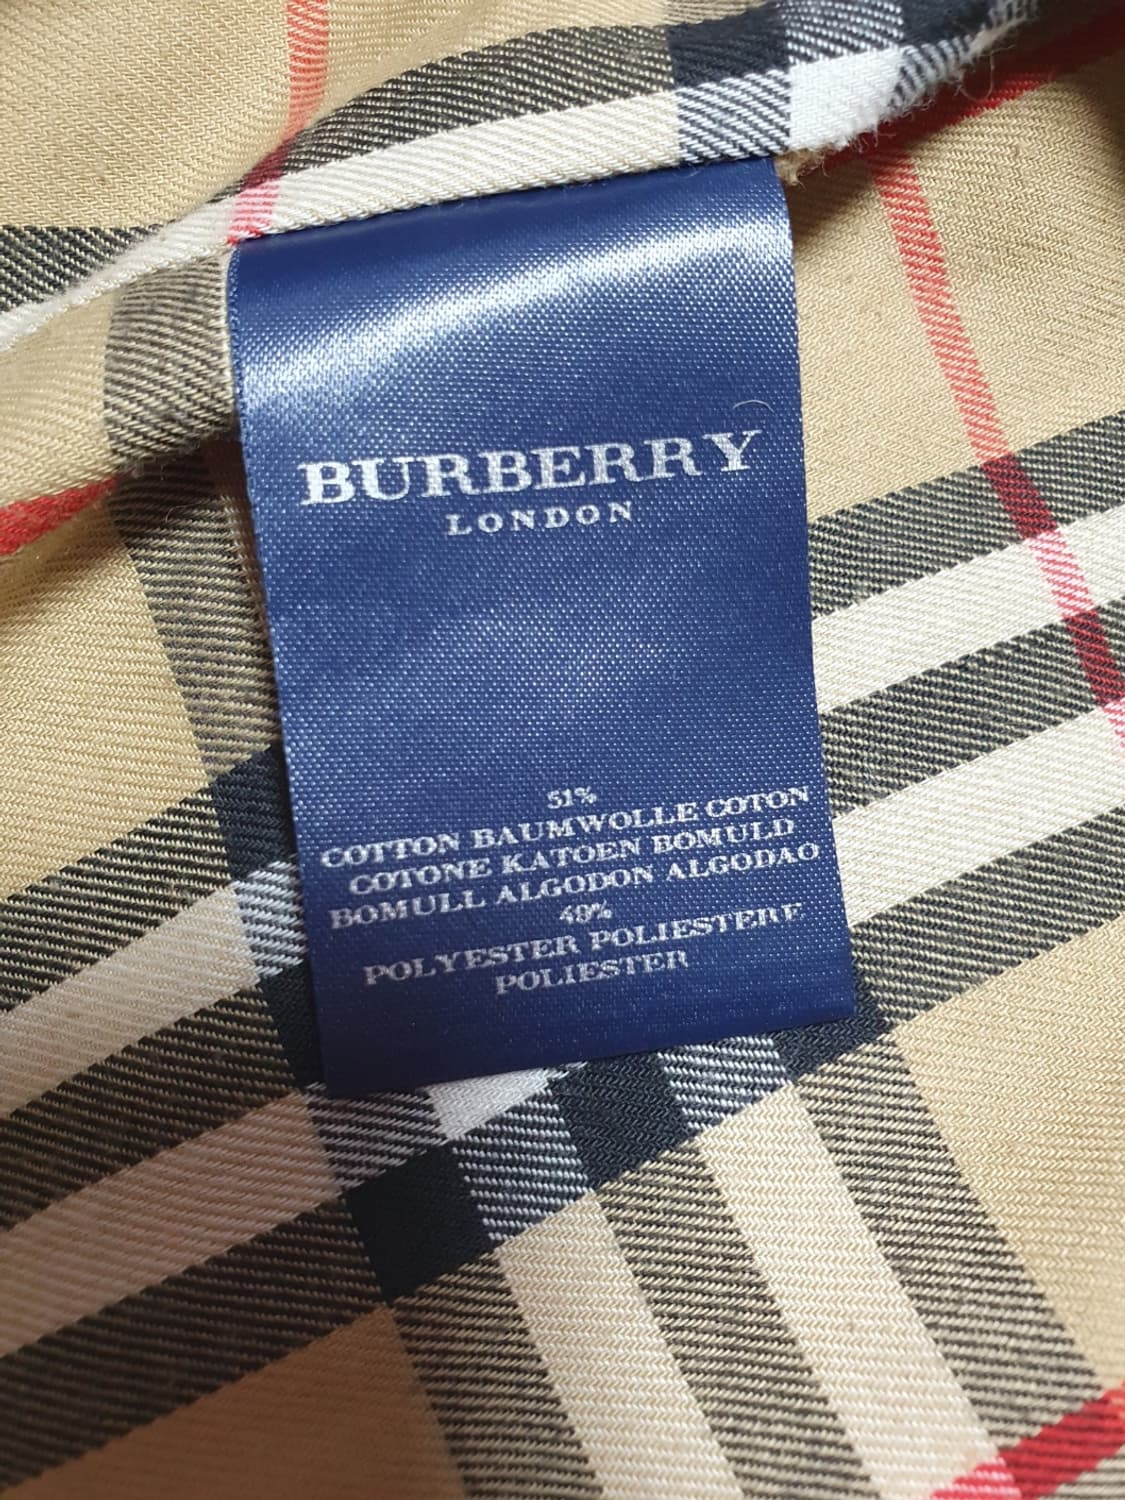 BURBERRY
LONDON
51%
COTTON BAUMWOLLE COTON
COTONE KATOEN BOMULD
BOMULL ALGODON ALGODAO
49%
POLYESTER POLIESTERE
POLIESTER